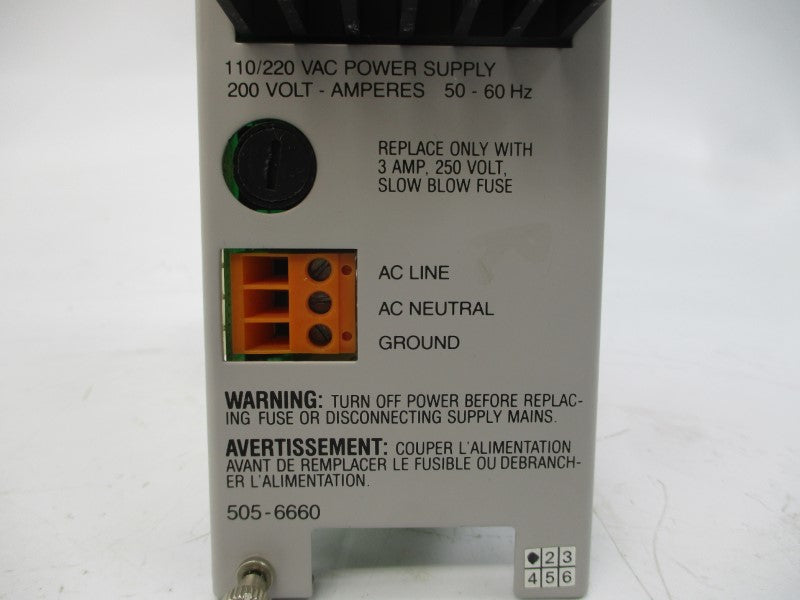 110/220 VAC POWER SUPPLY
200 VOLT - AMPERES 50 - 60 Hz
REPLACE ONLY WITH
3 AMP, 250 VOLT,
SLOW BLOW FUSE
AC LINE
AC NEUTRAL
GROUND
WARNING: TURN OFF POWER BEFORE REPLAC-
ING FUSE OR DISCONNECTING SUPPLY MAINS.
AVERTISSEMENT: COUPER L'ALIMENTATION
AVANT DE REMPLACER LE FUSIBLE OU DEBRANCH-
ER L'ALIMENTATION.
505-6660
2 3
4 5 6